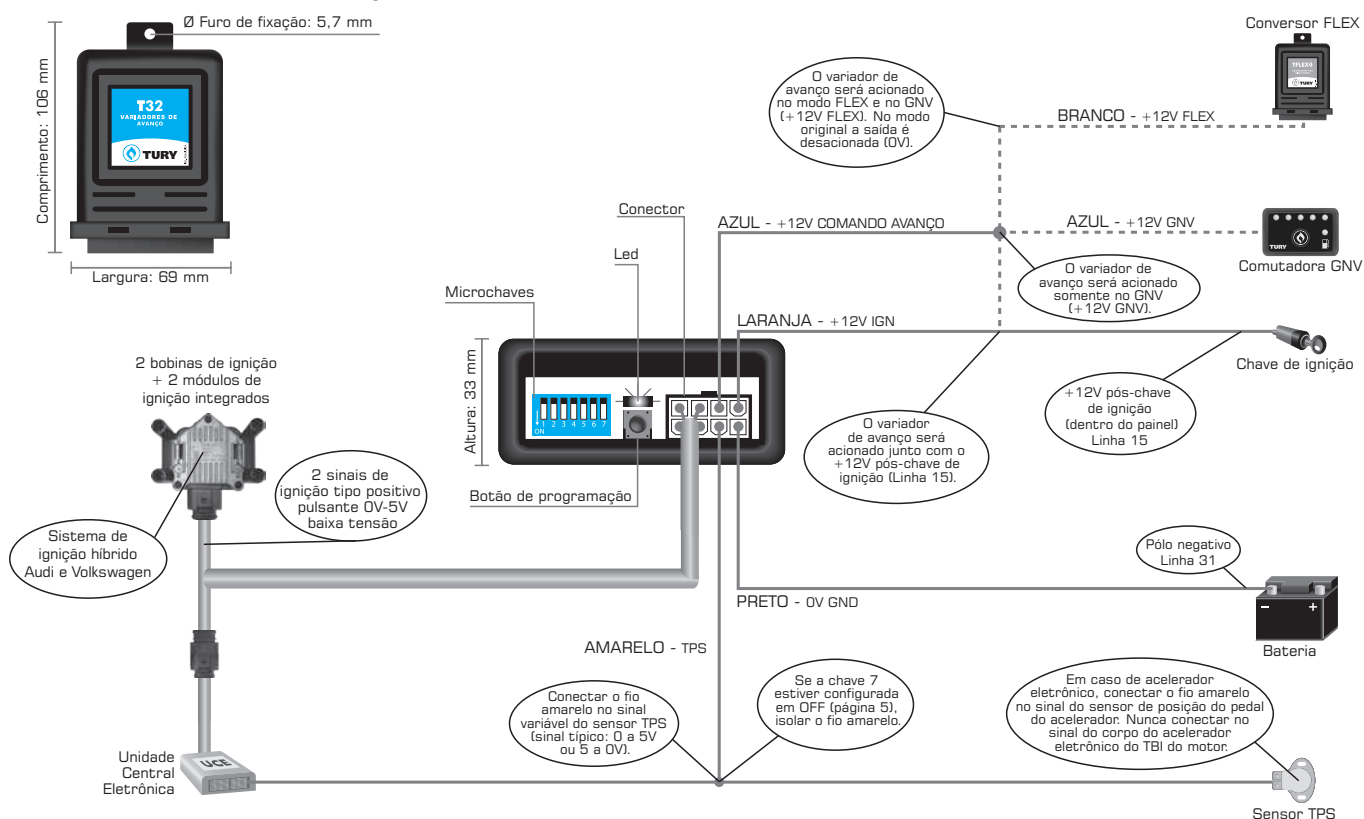 Ø Furo de fixação: 5,7 mm
Comprimento: 106 mm
T32
VARIADORES DE
AVANÇO
TURY
Largura: 69 mm
Conversor FLEX
TURY
O variador de
avanço será acionado
no modo FLEX e no GNV
(+12V FLEX). No modo
original a saída é
desacionada (0V).
BRANCO - +12V FLEX
Conector
AZUL - +12V COMANDO AVANÇO
AZUL - +12V GNV
TURY
Comutadora GNV
Led
O variador de
avanço será acionado
somente no GNV
(+12V GNV).
Microchaves
LARANJA - +12V IGN
Chave de ignição
2 bobinas de ignição
+ 2 módulos de
ignição integrados
Altura: 33 mm
ON
1 2 3 4 5 6 7
+12V pós-chave
de ignição
(dentro do painel)
Linha 15
O variador
de avanço será
acionado junto com o
+12V pós-chave de
ignição (Linha 15).
2 sinais de
ignição tipo positivo
pulsante 0V-5V
baixa tensão
Botão de programação
Sistema de
ignição híbrido
Audi e Volkswagen
Pólo negativo
Linha 31
PRETO - 0V GND
- +
Bateria
AMARELO - TPS
Conectar o fio
amarelo no sinal
variável do sensor TPS
(sinal típico: 0 a 5V
ou 5 a 0V).
Se a chave 7
estiver configurada
em OFF (página 5),
isolar o fio amarelo.
Em caso de acelerador
eletrônico, conectar o fio amarelo
no sinal do sensor de posição do pedal
do acelerador. Nunca conectar no
sinal do corpo do acelerador
eletrônico do TBI do motor.
UCE
Unidade
Central
Eletrônica
Sensor TPS